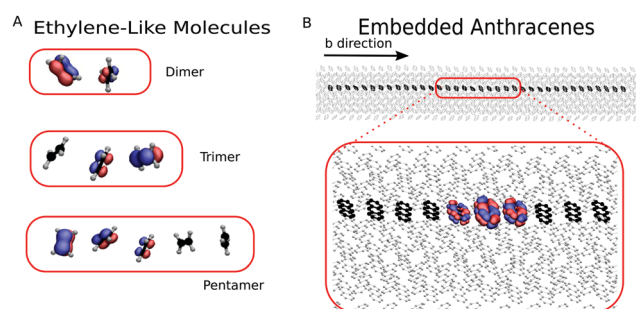 A
Ethylene-Like Molecules
Dimer
Trimer
Pentamer
B
Embedded Anthracenes
b direction